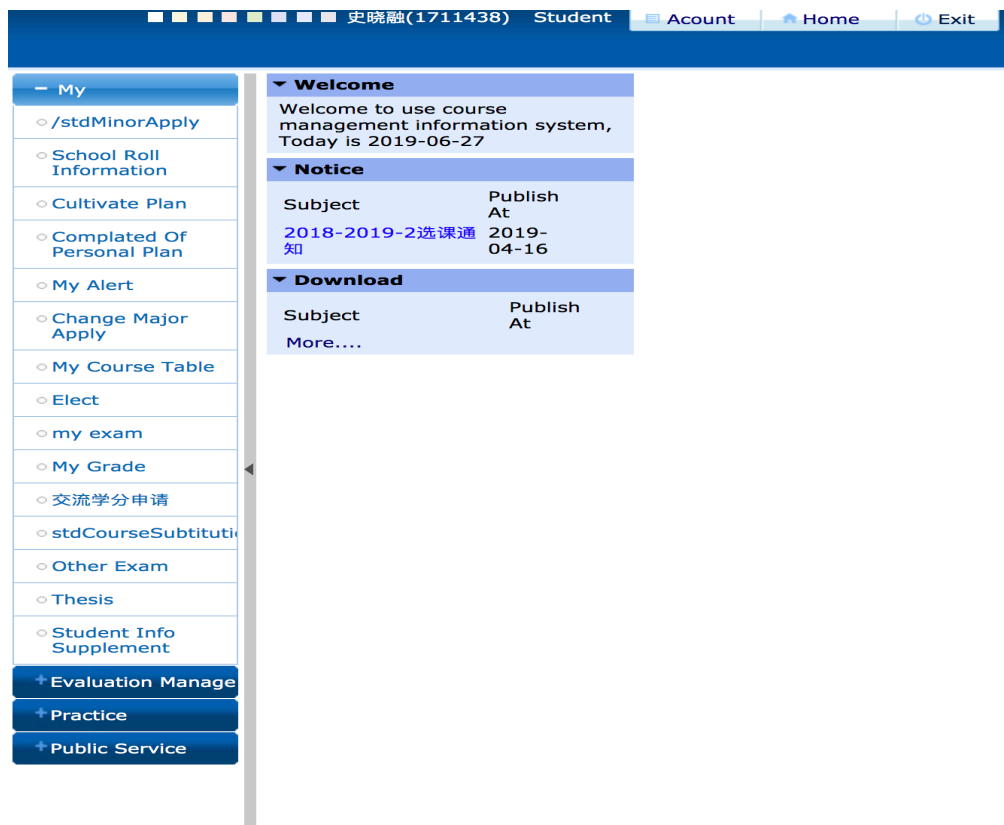 史晓融(1711438) Student Acount Home Exit
My
/stdMinorApply
School Roll
Information
Cultivate Plan
Complated Of
Personal Plan
My Alert
Change Major
Apply
My Course Table
Elect
my exam
My Grade
交流学分申请
stdCourseSubtituti
Other Exam
Thesis
Student Info
Supplement
Evaluation Manage
Practice
Public Service
Welcome
Welcome to use course
management information system,
Today is 2019-06-27
Notice
Subject Publish
At
2018-2019-2选课通 2019-
知 04-16
Download
Subject Publish
At
More....